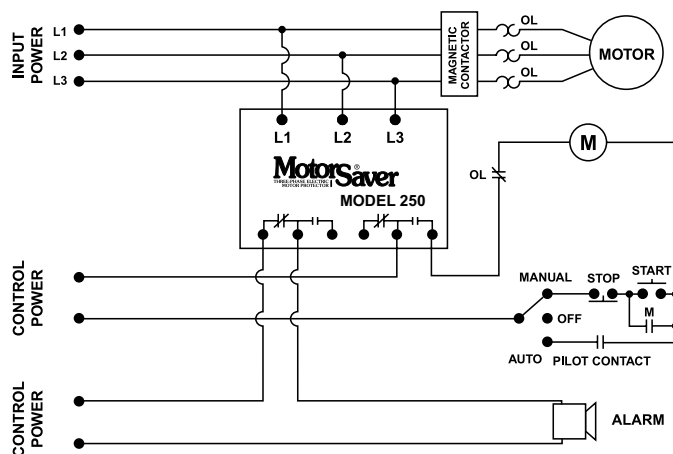 INPUT
POWER
L1
L2
L3
MAGNETIC
CONTACTOR
OL
OL
OL
MOTOR
L1 L2 L3
MotorSaver®
THREE-PHASE ELECTRIC
MOTOR PROTECTOR
MODEL 250
OL
M
CONTROL
POWER
MANUAL
STOP
START
OFF
M
AUTO
PILOT CONTACT
CONTROL
POWER
ALARM